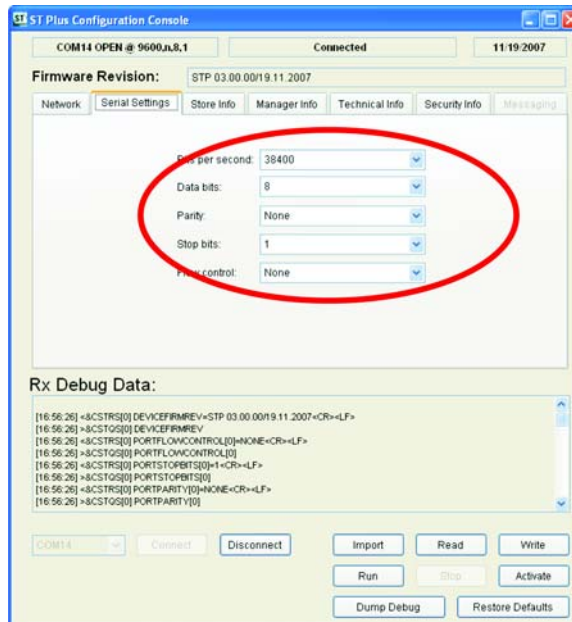 ST ST Plus Configuration Console
COM14 OPEN @ 9600,n,8,1 Connected 11/19/2007
Firmware Revision: STP 03.00.00/19.11.2007
Network Serial Settings Store Info Manager Info Technical Info Security Info Messaging
Bits per second: 38400
Data bits: 8
Parity: None
Stop bits: 1
Flow control: None
Rx Debug Data:
[16:56:26] <&CSTRS[0] DEVICEFIRMREV=STP 03.00.00/19.11.2007<CR><LF>
[16:56:26] >&CSTQS[0] DEVICEFIRMREV
[16:56:26] <&CSTRS[0] PORTFLOWCONTROL[0]=NONE<CR><LF>
[16:56:26] >&CSTQS[0] PORTFLOWCONTROL[0]
[16:56:26] <&CSTRS[0] PORTSTOPBITS[0]=1<CR><LF>
[16:56:26] >&CSTQS[0] PORTSTOPBITS[0]
[16:56:26] <&CSTRS[0] PORTPARITY[0]=NONE<CR><LF>
[16:56:26] >&CSTQS[0] PORTPARITY[0]
COM14 Connect Disconnect Import Read Write
Run Stop Activate
Dump Debug Restore Defaults